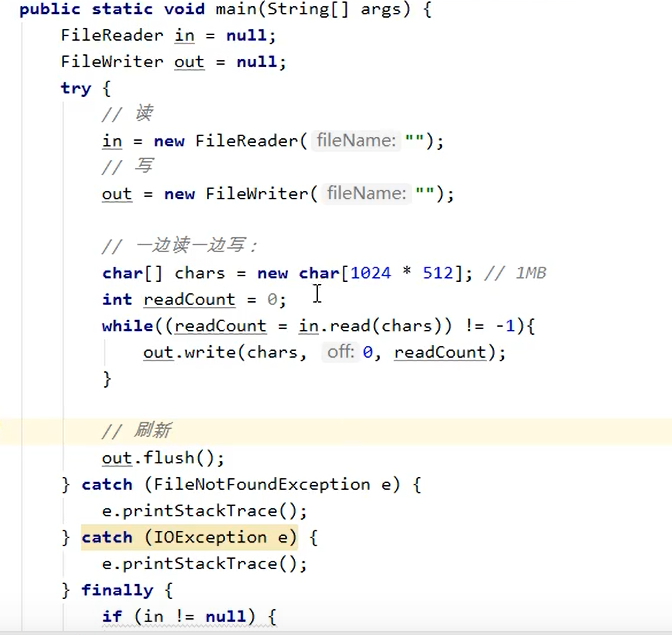 public static void main(String[] args) {
FileReader in = null;
FileWriter out = null;
try {
// 读
in = new FileReader( fileName: "");
// 写
out = new FileWriter( fileName: "");
// 一边读一边写：
char[] chars = new char[1024 * 512]; // 1MB
int readCount = 0;
while((readCount = in.read(chars)) != -1){
out.write(chars, off: 0, readCount);
}
// 刷新
out.flush();
} catch (FileNotFoundException e) {
e.printStackTrace();
} catch (IOException e) {
e.printStackTrace();
} finally {
if (in != null) {